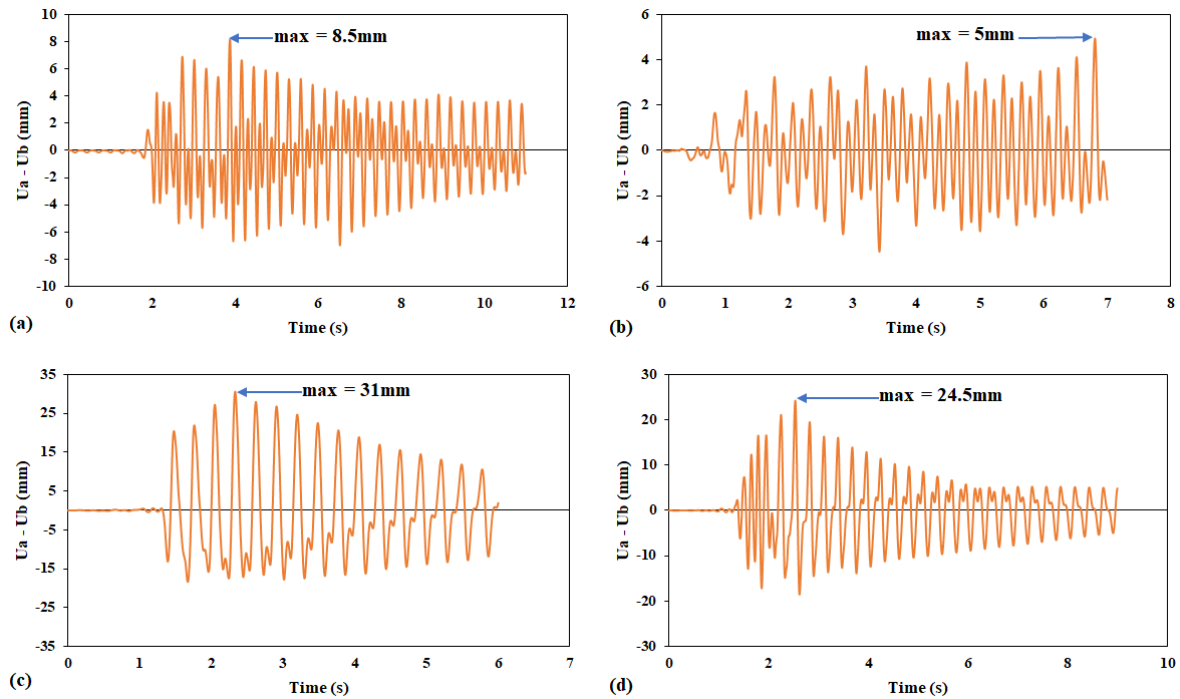 10
8
6
4
2
0
-2
-4
-6
-8
-10
Ua - Ub (mm)
max = 8.5mm
0 2 4 6 8 10 12
Time (s)
(a)
6
4
2
0
-2
-4
-6
Ua - Ub (mm)
max = 5mm
0 1 2 3 4 5 6 7 8
Time (s)
(b)
35
25
15
5
-5
-15
-25
-35
Ua - Ub (mm)
max = 31mm
0 1 2 3 4 5 6 7
Time (s)
(c)
30
20
10
0
-10
-20
-30
Ua - Ub (mm)
max = 24.5mm
0 2 4 6 8 10
Time (s)
(d)